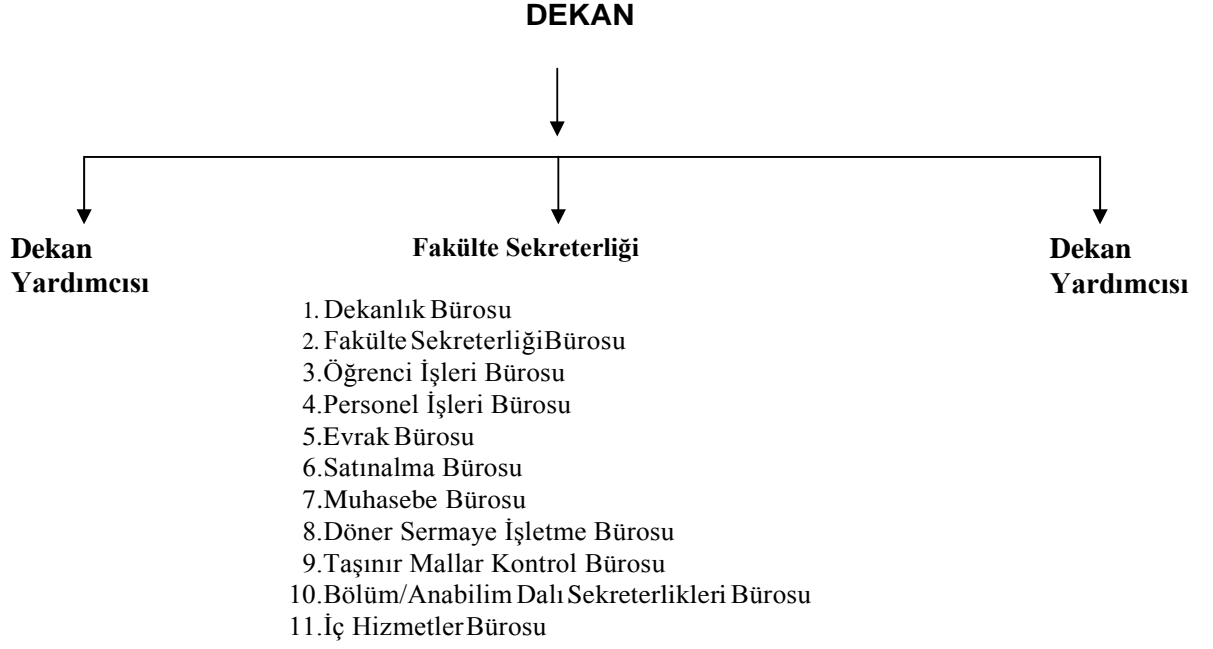 DEKAN
Dekan
Yardımcısı
Fakülte Sekreterliği
1. Dekanlık Bürosu
2. Fakülte SekreterliğiBürosu
3.Öğrenci İşleri Bürosu
4.Personel İşleri Bürosu
5.Evrak Bürosu
6.Satınalma Bürosu
7.Muhasebe Bürosu
8.Döner Sermaye İşletme Bürosu
9.Taşınır Mallar Kontrol Bürosu
10.Bölüm/Anabilim Dalı Sekreterlikleri Bürosu
11.İç HizmetlerBürosu
Dekan
Yardımcısı